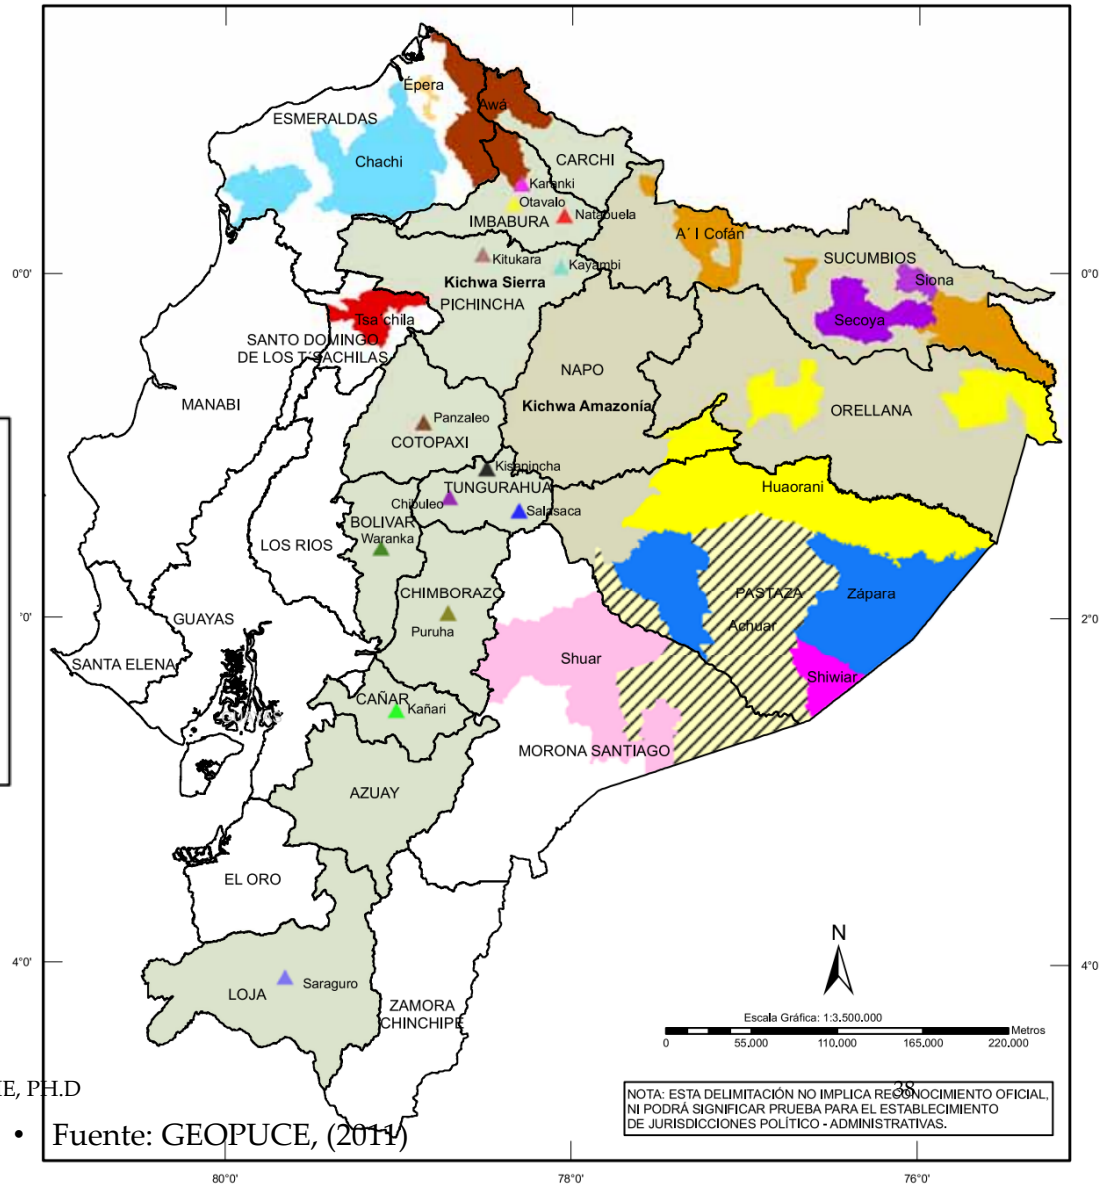 Épera
Awá
ESMERALDAS
Chachi
CARCHI
Karanki
Otavalo
Natabuela
IMBABURA
A´ I Cofán
SUCUMBIOS
Siona
Secoya
0°0'
0°0
Kitukara
Kayambi
Kichwa Sierra
PICHINCHA
Tsa´chila
SANTO DOMINGO
DE LOS T´SACHILAS
NAPO
Kichwa Amazonía
ORELLANA
MANABI
Panzaleo
COTOPAXI
Kisapincha
TUNGURAHUA
Chibuleo
Salasaca
Huaorani
BOLIVAR
Waranka
LOS RIOS
CHIMBORAZO
Puruha
PASTAZA
Achuar
Zápara
GUAYAS
2°0
Shuar
Shiwiar
SANTA ELENA
CAÑAR
Kañari
MORONA SANTIAGO
AZUAY
EL ORO
N
4°0'
4°0
LOJA
Saraguro
ZAMORA
CHINCHIPE
Escala Gráfica: 1:3.500.000
Metros
0 55.000 110.000 165.000 220.000
PH.D
38
NOTA: ESTA DELIMITACIÓN NO IMPLICA RECONOCIMIENTO OFICIAL,
NI PODRÁ SIGNIFICAR PRUEBA PARA EL ESTABLECIMIENTO
DE JURISDICCIONES POLÍTICO - ADMINISTRATIVAS.
• Fuente: GEOPUCE, (2011)
80°0' 78°0' 76°0'